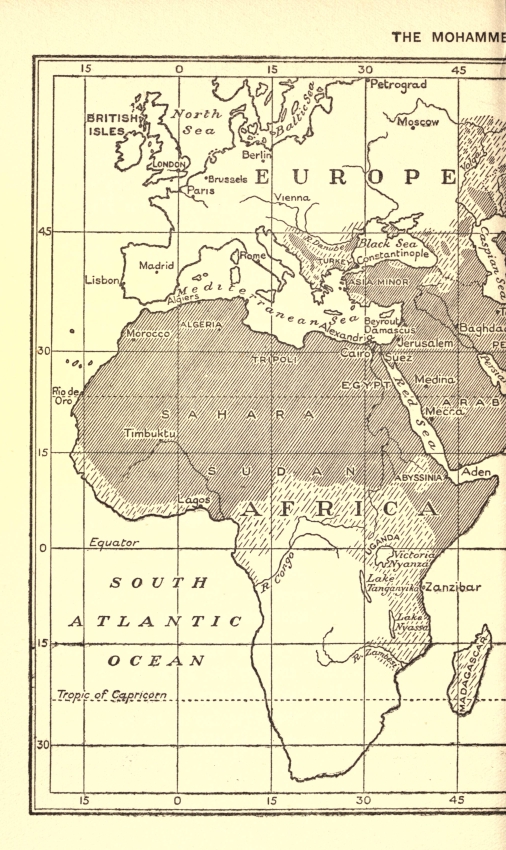 THE MOHAMME
15 0 15 30 45
Petrograd
Moscow
North
Sea
Baltic Sea
BRITISH
ISLES
LONDON
Berlin
Brussels
Paris
EUROPE
Volga
Vienna
45
R. Danube
Black Sea
Constantinople
TURKEY
Caspian Sea
Rome
Madrid
Lisbon
ASIA MINOR
Mediterranean Sea
Algiers
ALGERIA
Morocco
Beyrout
Damascus
Alexandria
Baghda
Jerusalem
30
Cairo
Suez
TRIPOLI
PE
Persia
EGYPT
Medina
Rio de
Oro
Red Sea
ARAB
Mecca
SAHARA
Timbuktu
15
SUDAN
ABYSSINIA
Aden
Lagos
AFRICA
Equator
0
UGANDA
Victoria
Nyanza
R. Congo
Lake
Tanganyika
Zanzibar
SOUTH
ATLANTIC
OCEAN
Lake
Nyassa
15
R. Zambesi
MADAGASCAR
Tropic of Capricorn
30
15 0 15 30 45